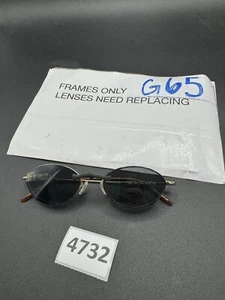 G65
FRAMES ONLY
LENSES NEED REPLACING
4732